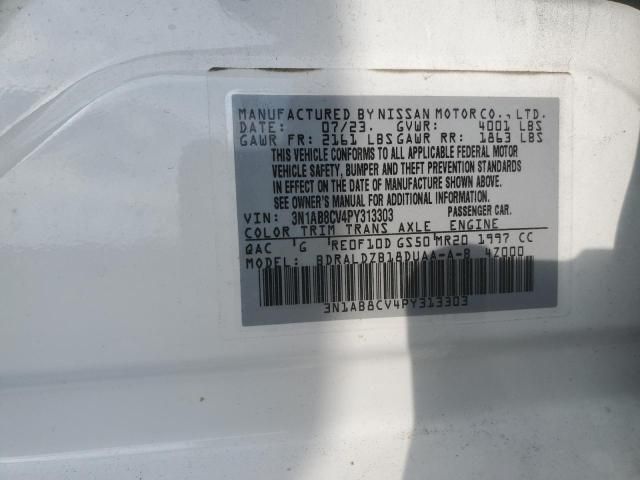 MANUFACTURED BY NISSAN MOTOR CO., LTD.
DATE: 07/23. GVWR: 4001 LBS
GAWR FR: 2161 LBS GAWR RR: 1863 LBS
THIS VEHICLE CONFORMS TO ALL APPLICABLE FEDERAL MOTOR
VEHICLE SAFETY, BUMPER AND THEFT PREVENTION STANDARDS
IN EFFECT ON THE DATE OF MANUFACTURE SHOWN ABOVE.
SEE OWNER'S MANUAL FOR ADDITIONAL INFORMATION.
VIN: 3N1AB8CV4PY313303 PASSENGER CAR.
COLOR TRIM TRANS AXLE ENGINE
QAC G RE0F10D GS50 MR20 1997 CC
MODEL: BDRALDZB18DUAA-A-B 4Z000
3N1AB8CV4PY313303